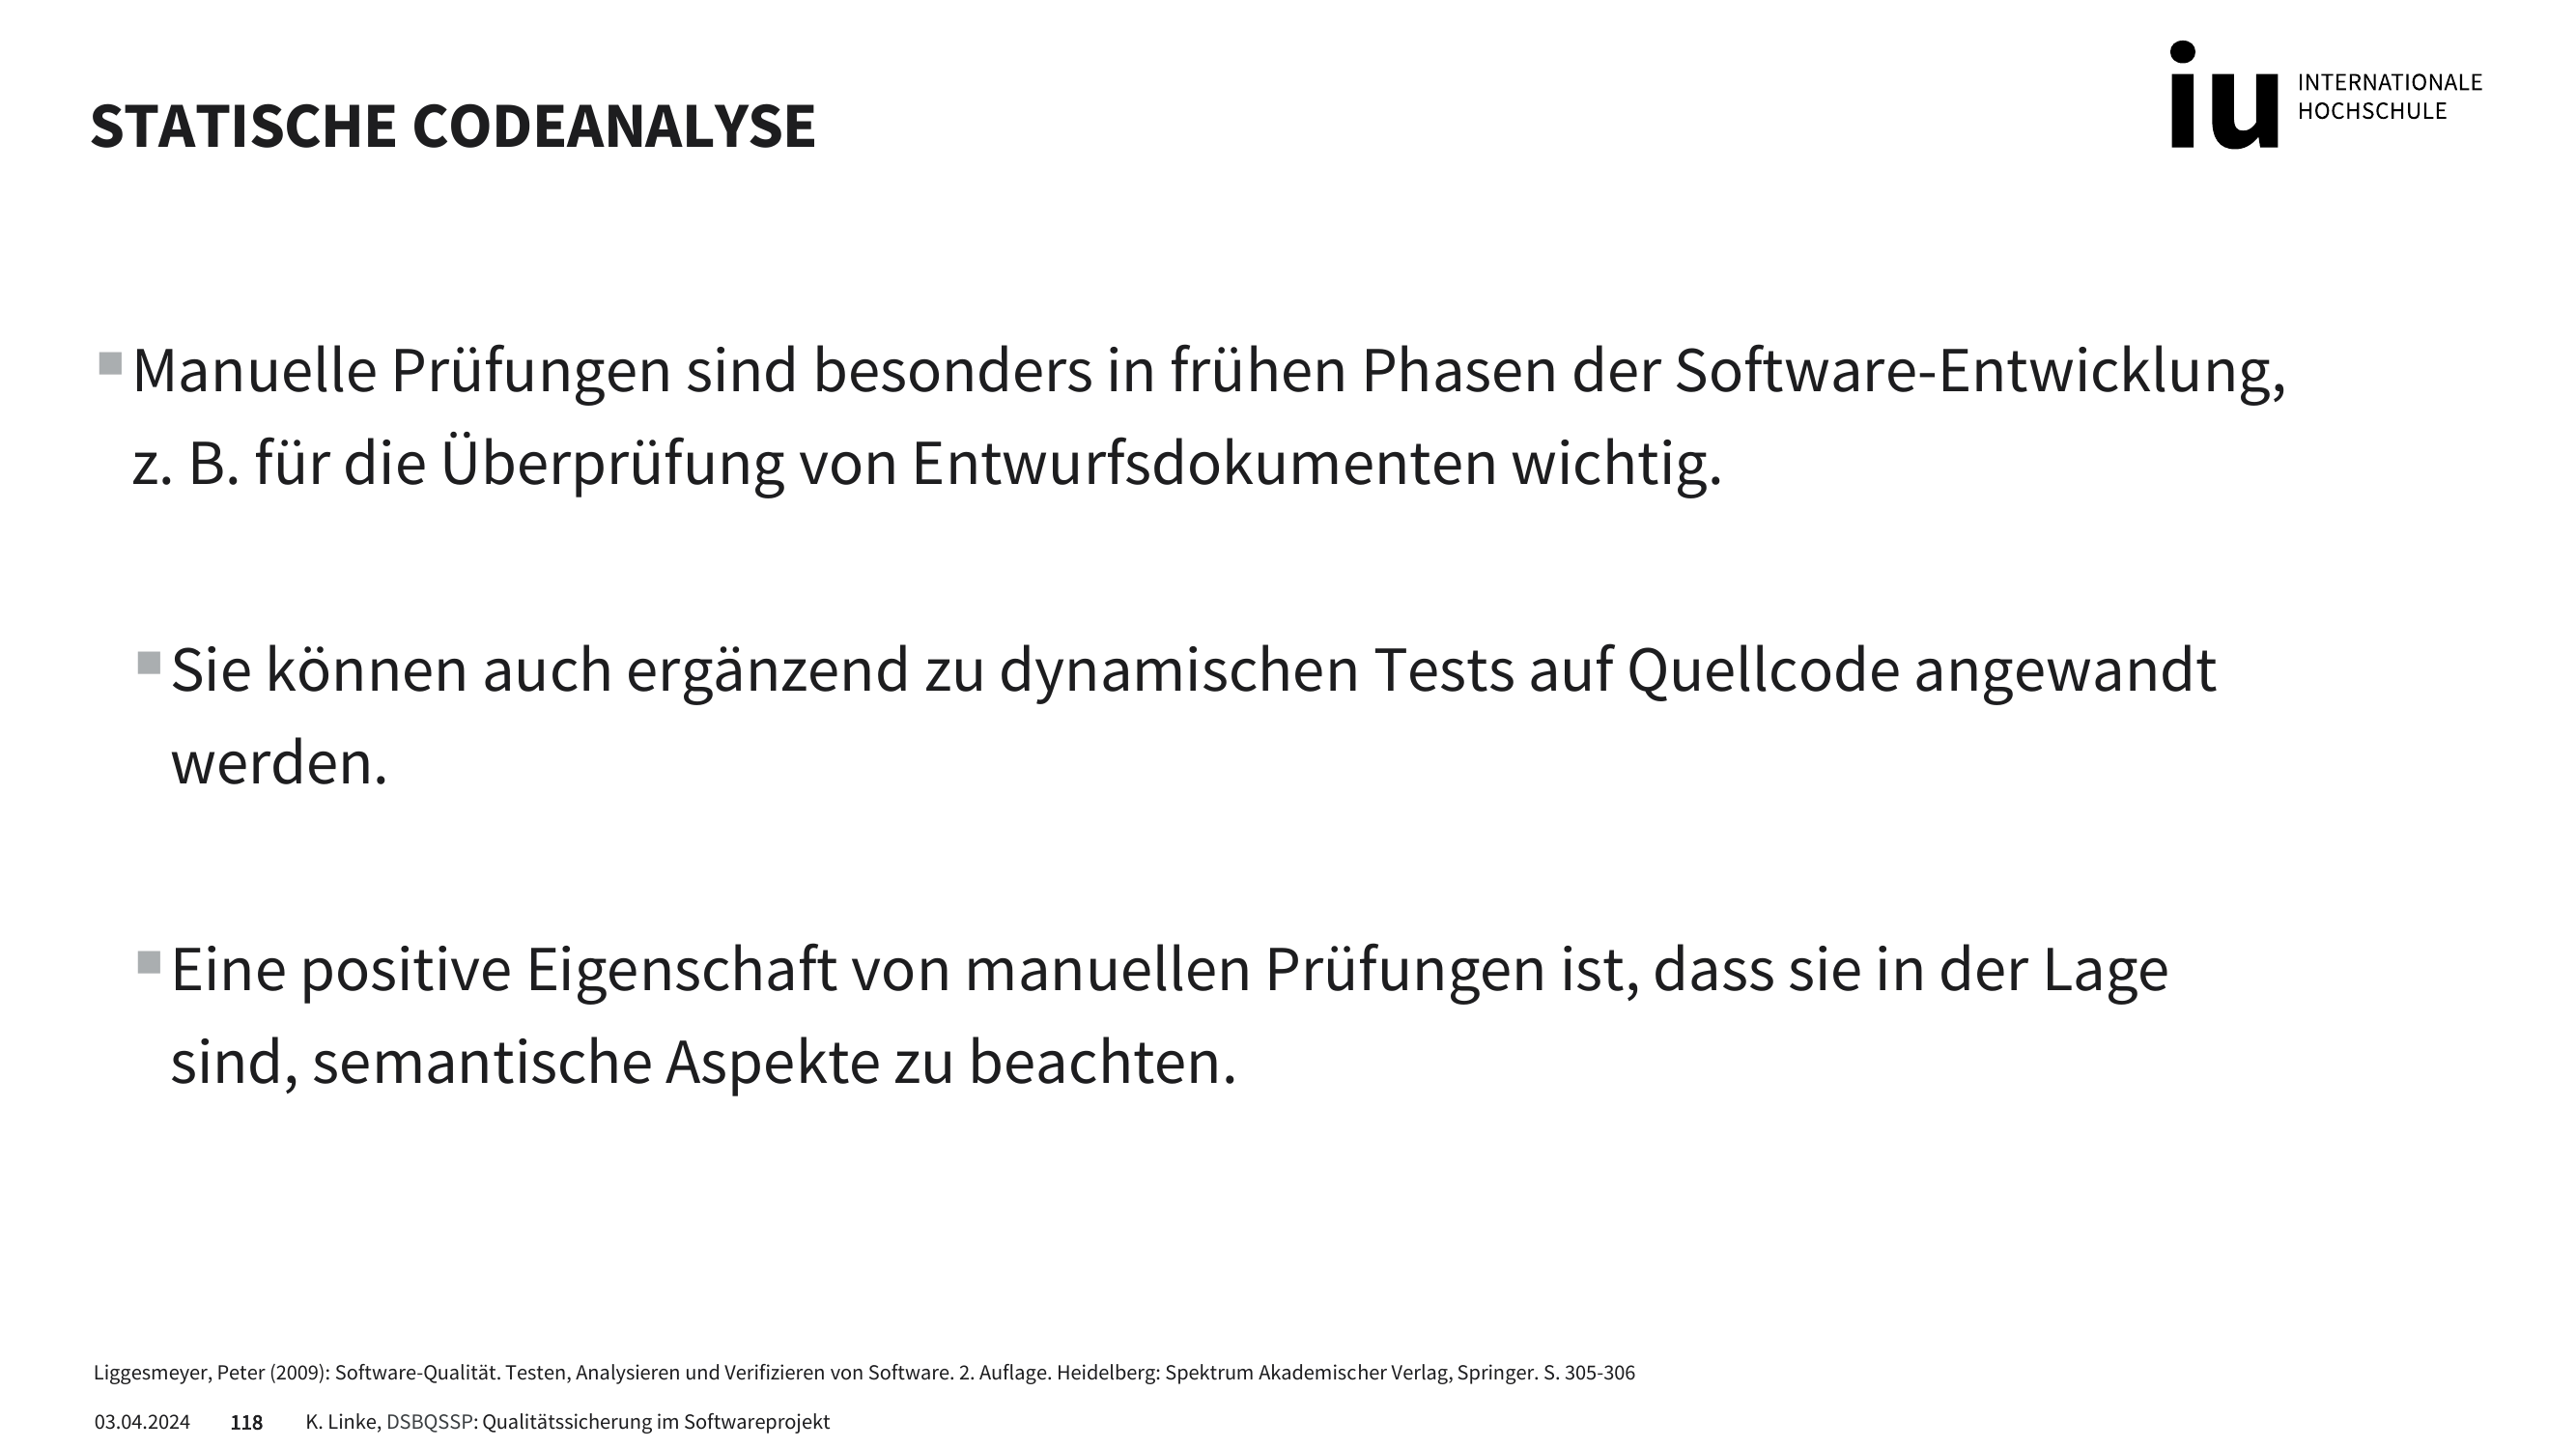 STATISCHE CODEANALYSE
iu INTERNATIONALE
HOCHSCHULE
Manuelle Prüfungen sind besonders in frühen Phasen der Software-Entwicklung,
z. B. für die Überprüfung von Entwurfsdokumenten wichtig.
Sie können auch ergänzend zu dynamischen Tests auf Quellcode angewandt
werden.
Eine positive Eigenschaft von manuellen Prüfungen ist, dass sie in der Lage
sind, semantische Aspekte zu beachten.
Liggesmeyer, Peter (2009): Software-Qualität. Testen, Analysieren und Verifizieren von Software. 2. Auflage. Heidelberg: Spektrum Akademischer Verlag, Springer. S. 305-306
03.04.2024 118 K. Linke, DSBQSSP: Qualitätssicherung im Softwareprojekt